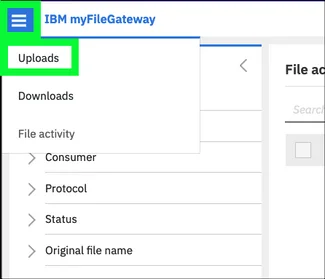 IBM myFileGateway
Uploads
Downloads
File activity
Consumer
Protocol
Status
Original file name
File ac
Search